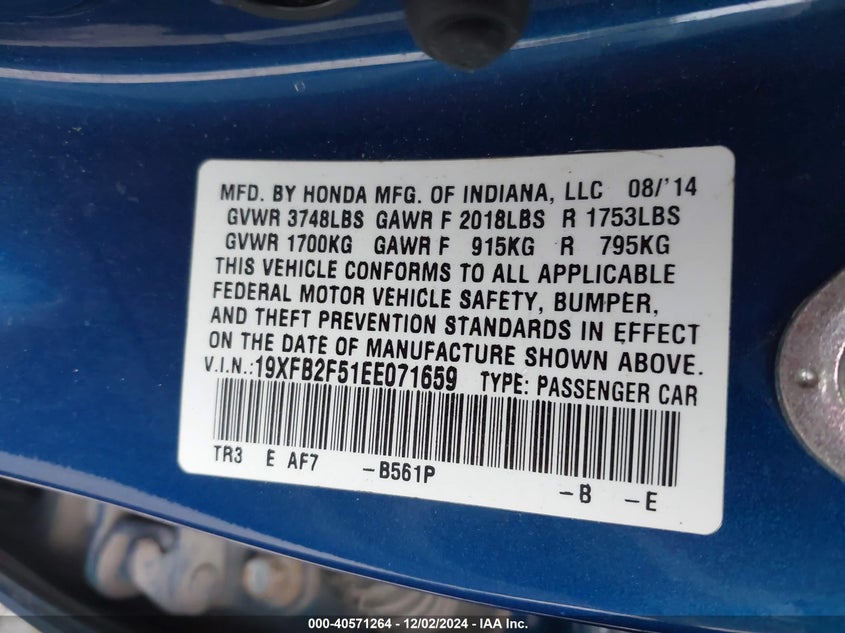 MFD. BY HONDA MFG. OF INDIANA, LLC 08/'14
GVWR 3748LBS GAWR F 2018LBS R 1753LBS
GVWR 1700KG GAWR F 915KG R 795KG
THIS VEHICLE CONFORMS TO ALL APPLICABLE
FEDERAL MOTOR VEHICLE SAFETY, BUMPER,
AND THEFT PREVENTION STANDARDS IN EFFECT
ON THE DATE OF MANUFACTURE SHOWN ABOVE.
V.I.N.:19XFB2F51EE071659 TYPE: PASSENGER CAR
TR3 E AF7 -B561P -B -E
000-40571264 - 12/02/2024 - IAA Inc.